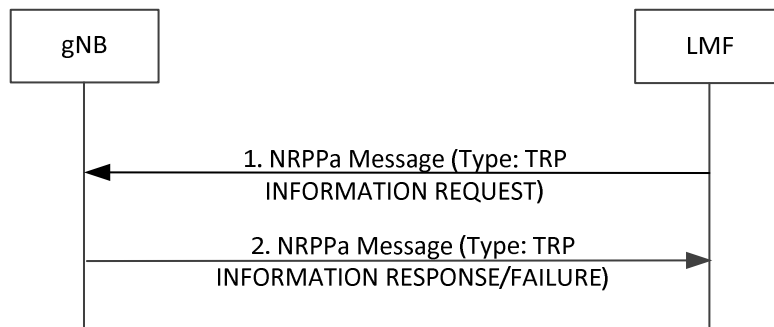 gNB
LMF
1. NRPPa Message (Type: TRP
INFORMATION REQUEST)
2. NRPPa Message (Type: TRP
INFORMATION RESPONSE/FAILURE)